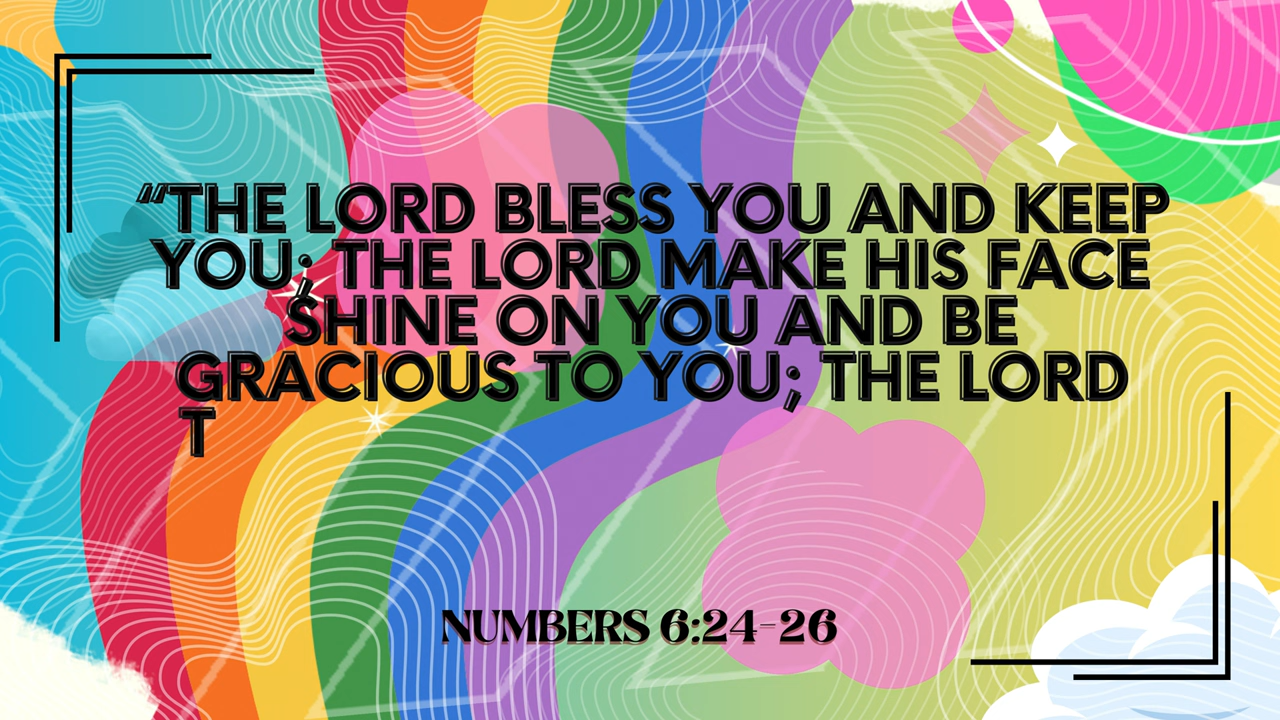 “THE LORD BLESS YOU AND KEEP
YOU; THE LORD MAKE HIS FACE
SHINE ON YOU AND BE
GRACIOUS TO YOU; THE LORD
T
NUMBERS 6:24-26